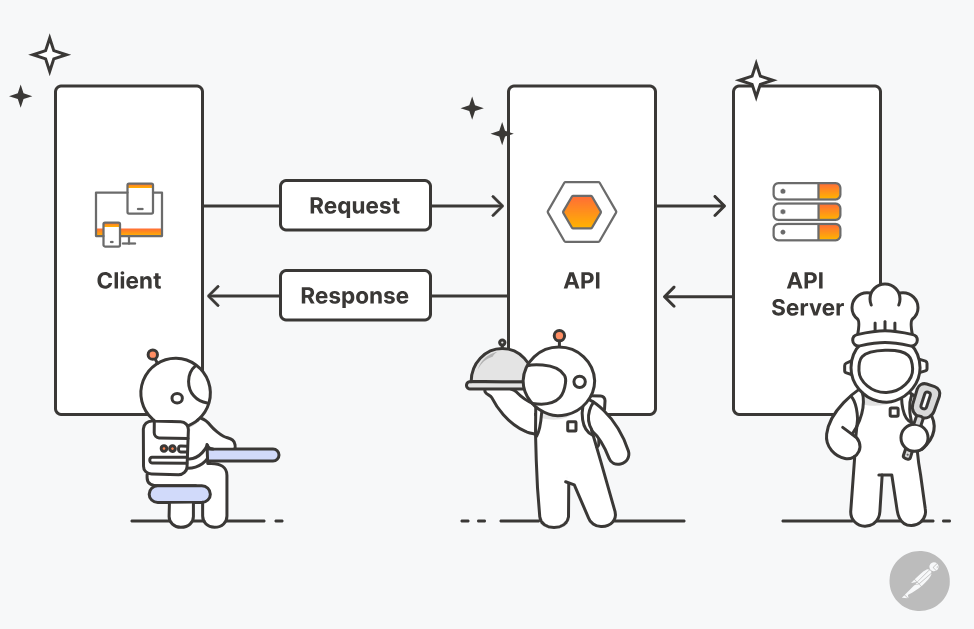 Request
Response
Client
API
API
Server